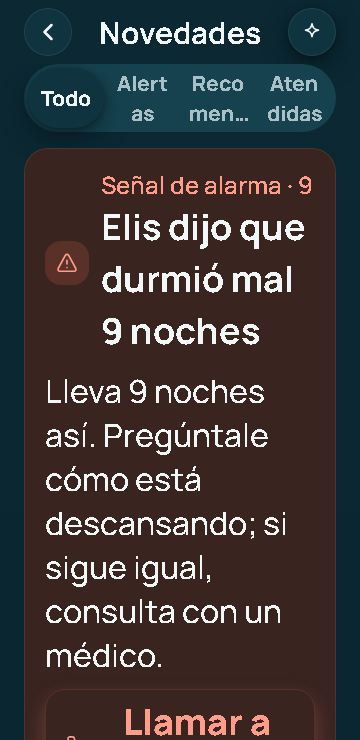 Novedades
Todo
Alert
as
Reco
men…
Aten
didas
Señal de alarma · 9
Elis dijo que
durmió mal
9 noches
Lleva 9 noches
así. Pregúntale
cómo está
descansando; si
sigue igual,
consulta con un
médico.
Llamar a